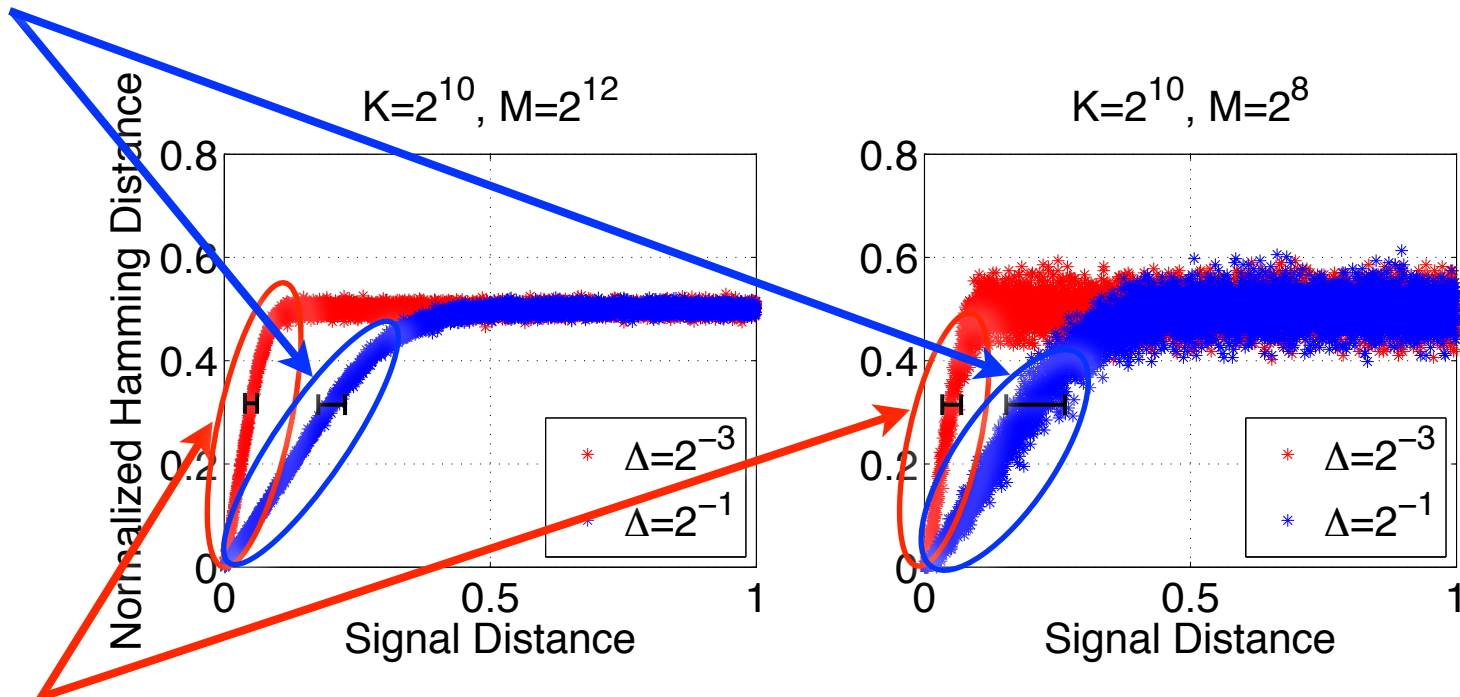 K=2^10, M=2^12
Normalized Hamming Distance
0.8
0.6
0.4
0.2
0
0
0.5
1
Signal Distance
Δ=2^-3
Δ=2^-1
K=2^10, M=2^8
0.8
0.6
0.4
0.2
0
0
0.5
1
Signal Distance
Δ=2^-3
Δ=2^-1